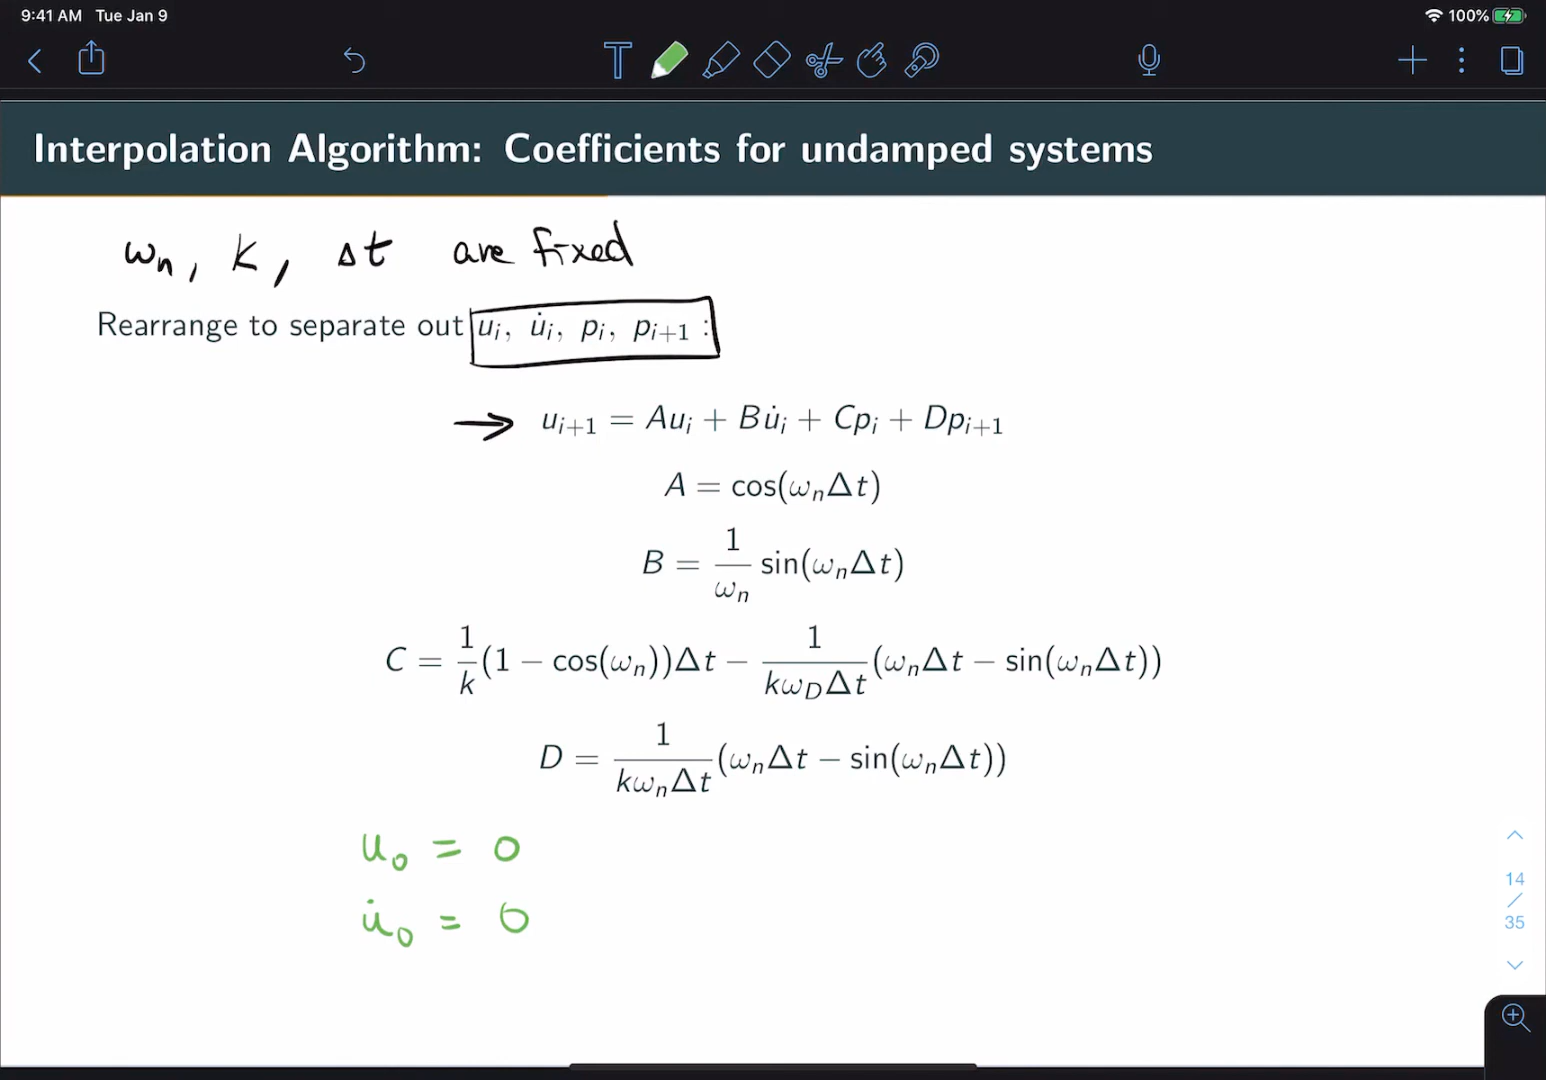 9:41 AM Tue Jan 9 100%
Interpolation Algorithm: Coefficients for undamped systems
ωn, k, Δt are fixed
Rearrange to separate out uᵢ, u̇ᵢ, pᵢ, pᵢ₊₁ :
→ uᵢ₊₁ = Auᵢ + Bu̇ᵢ + Cpᵢ + Dpᵢ₊₁
A = cos(ωₙΔt)
B = 1/ωₙ sin(ωₙΔt)
C = 1/k (1 − cos(ωₙ))Δt − 1/(kω_DΔt) (ωₙΔt − sin(ωₙΔt))
D = 1/(kωₙΔt) (ωₙΔt − sin(ωₙΔt))
u₀ = 0
u̇₀ = 0
14
/
35